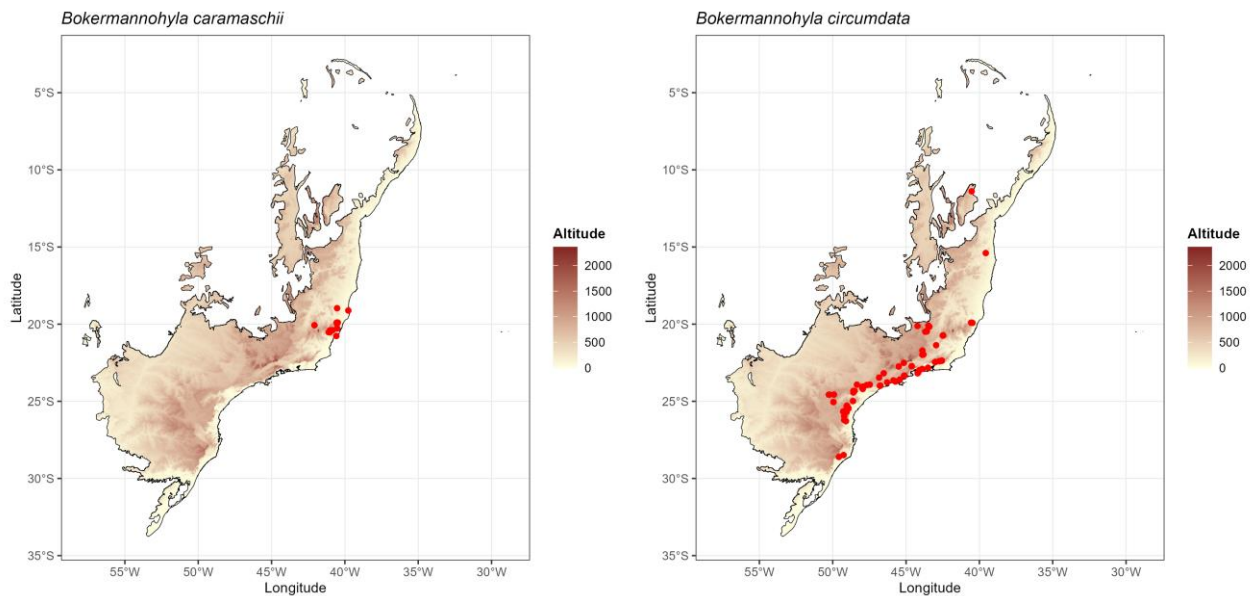 Bokermannohyla caramaschii
5°S
10°S
15°S
20°S
25°S
30°S
35°S
Latitude
55°W 50°W 45°W 40°W 35°W 30°W
Longitude
Altitude
2000
1500
1000
500
0
Bokermannohyla circumdata
5°S
10°S
15°S
20°S
25°S
30°S
35°S
Latitude
55°W 50°W 45°W 40°W 35°W 30°W
Longitude
Altitude
2000
1500
1000
500
0